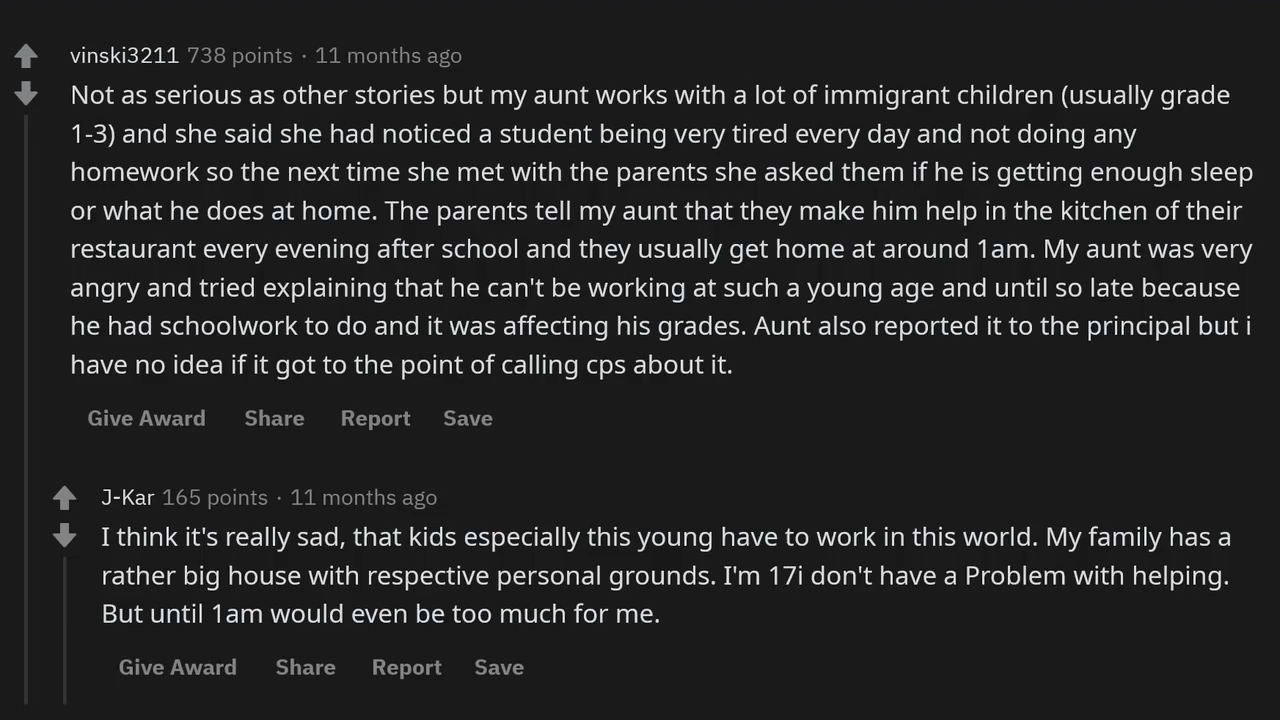 vinski3211 738 points · 11 months ago
Not as serious as other stories but my aunt works with a lot of immigrant children (usually grade
1-3) and she said she had noticed a student being very tired every day and not doing any
homework so the next time she met with the parents she asked them if he is getting enough sleep
or what he does at home. The parents tell my aunt that they make him help in the kitchen of their
restaurant every evening after school and they usually get home at around 1am. My aunt was very
angry and tried explaining that he can't be working at such a young age and until so late because
he had schoolwork to do and it was affecting his grades. Aunt also reported it to the principal but i
have no idea if it got to the point of calling cps about it.
Give Award Share Report Save
J-Kar 165 points · 11 months ago
I think it's really sad, that kids especially this young have to work in this world. My family has a
rather big house with respective personal grounds. I'm 17i don't have a Problem with helping.
But until 1am would even be too much for me.
Give Award Share Report Save